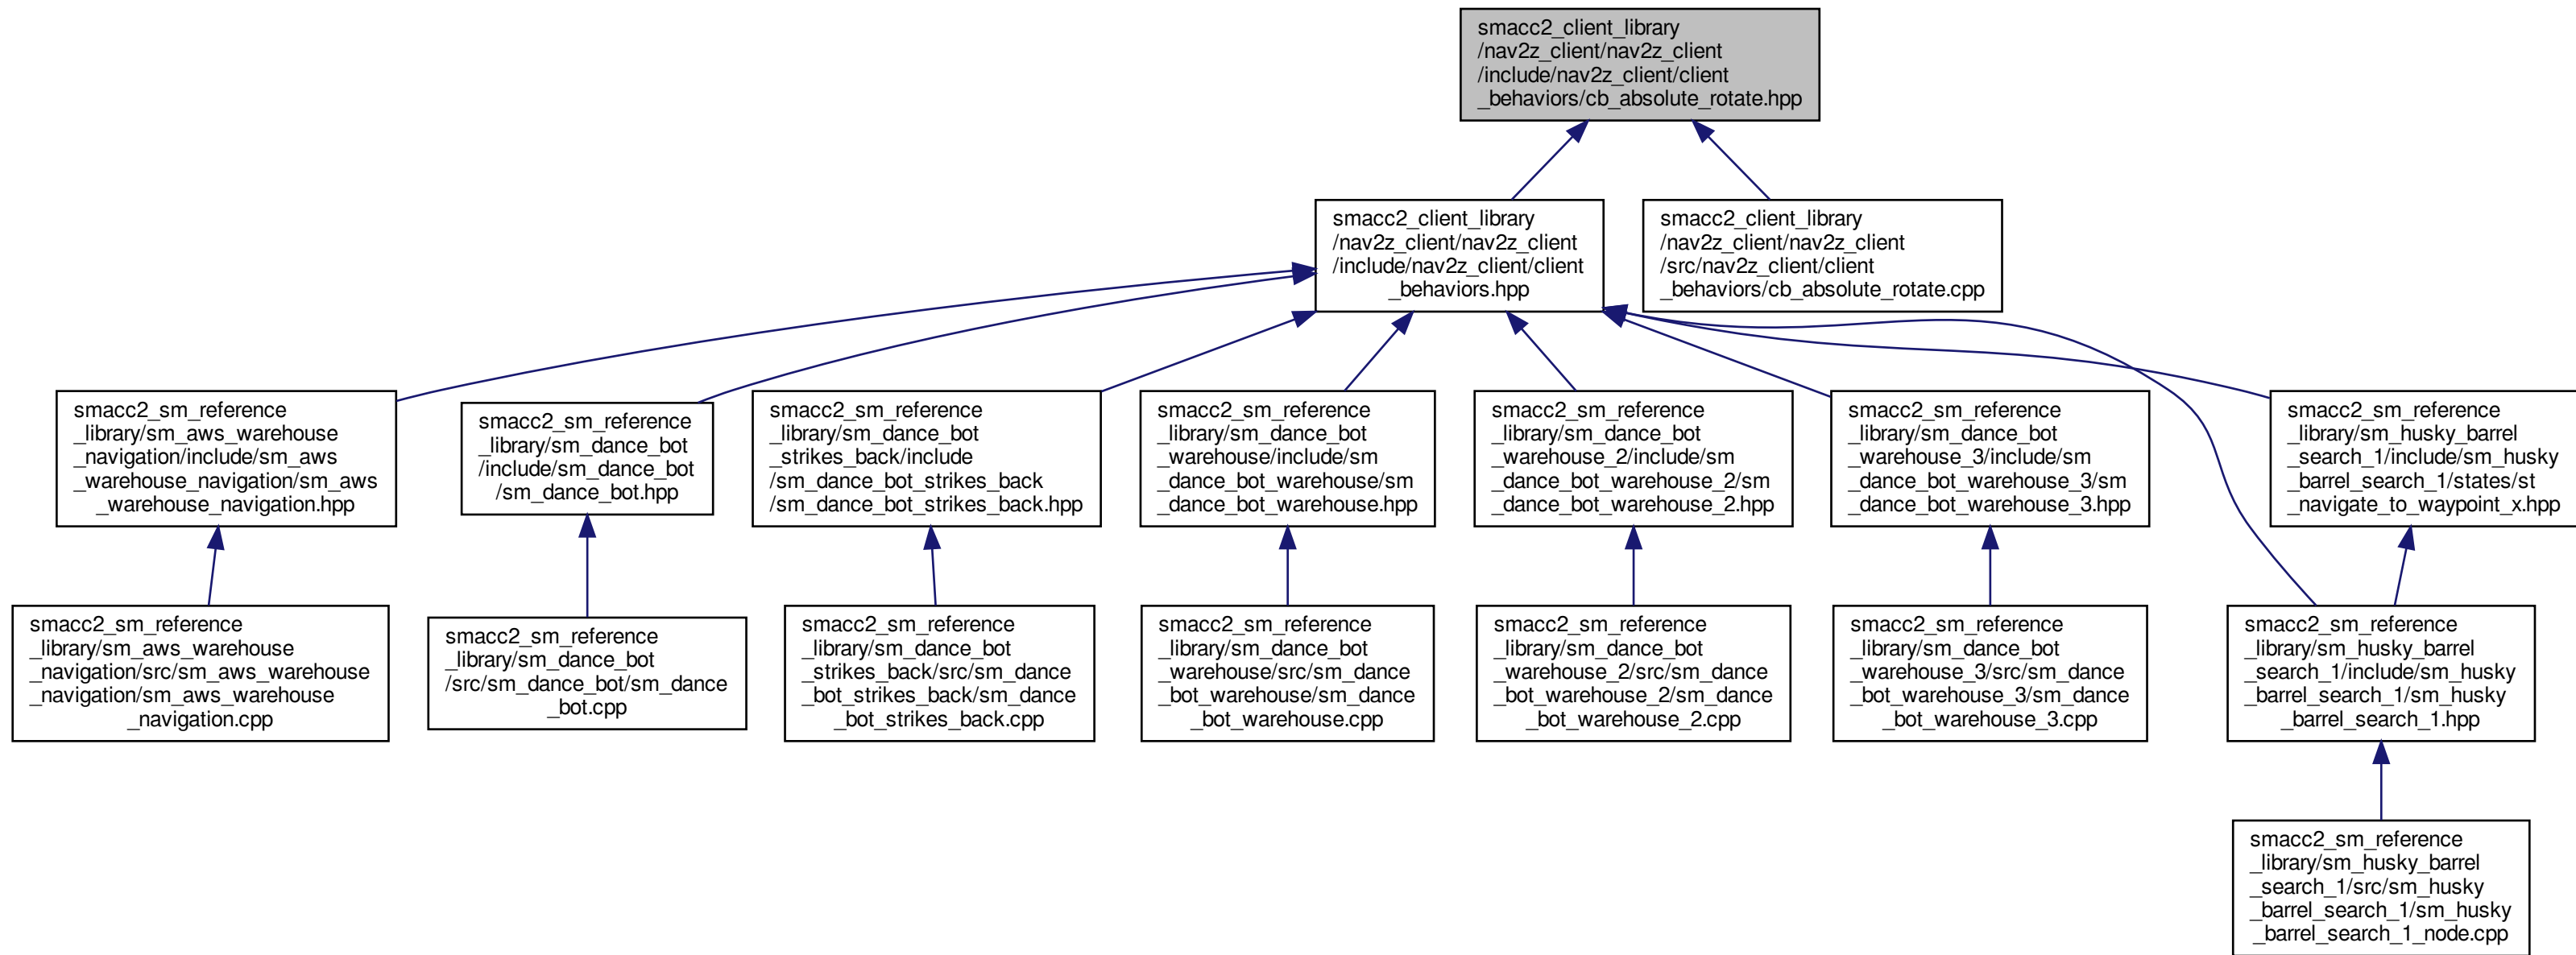 smacc2_client_library
/nav2z_client/nav2z_client
/include/nav2z_client/client
_behaviors/cb_absolute_rotate.hpp
smacc2_client_library
/nav2z_client/nav2z_client
/include/nav2z_client/client
_behaviors.hpp
smacc2_client_library
/nav2z_client/nav2z_client
/src/nav2z_client/client
_behaviors/cb_absolute_rotate.cpp
smacc2_sm_reference
_library/sm_aws_warehouse
_navigation/include/sm_aws
_warehouse_navigation/sm_aws
_warehouse_navigation.hpp
smacc2_sm_reference
_library/sm_dance_bot
/include/sm_dance_bot
/sm_dance_bot.hpp
smacc2_sm_reference
_library/sm_dance_bot
_strikes_back/include
/sm_dance_bot_strikes_back
/sm_dance_bot_strikes_back.hpp
smacc2_sm_reference
_library/sm_dance_bot
_warehouse/include/sm
_dance_bot_warehouse/sm
_dance_bot_warehouse.hpp
smacc2_sm_reference
_library/sm_dance_bot
_warehouse_2/include/sm
_dance_bot_warehouse_2/sm
_dance_bot_warehouse_2.hpp
smacc2_sm_reference
_library/sm_dance_bot
_warehouse_3/include/sm
_dance_bot_warehouse_3/sm
_dance_bot_warehouse_3.hpp
smacc2_sm_reference
_library/sm_husky_barrel
_search_1/include/sm_husky
_barrel_search_1/states/st
_navigate_to_waypoint_x.hpp
smacc2_sm_reference
_library/sm_aws_warehouse
_navigation/src/sm_aws_warehouse
_navigation/sm_aws_warehouse
_navigation.cpp
smacc2_sm_reference
_library/sm_dance_bot
/src/sm_dance_bot/sm_dance
_bot.cpp
smacc2_sm_reference
_library/sm_dance_bot
_strikes_back/src/sm_dance
_bot_strikes_back/sm_dance
_bot_strikes_back.cpp
smacc2_sm_reference
_library/sm_dance_bot
_warehouse/src/sm_dance
_bot_warehouse/sm_dance
_bot_warehouse.cpp
smacc2_sm_reference
_library/sm_dance_bot
_warehouse_2/src/sm_dance
_bot_warehouse_2/sm_dance
_bot_warehouse_2.cpp
smacc2_sm_reference
_library/sm_dance_bot
_warehouse_3/src/sm_dance
_bot_warehouse_3/sm_dance
_bot_warehouse_3.cpp
smacc2_sm_reference
_library/sm_husky_barrel
_search_1/include/sm_husky
_barrel_search_1/sm_husky
_barrel_search_1.hpp
smacc2_sm_reference
_library/sm_husky_barrel
_search_1/src/sm_husky
_barrel_search_1/sm_husky
_barrel_search_1_node.cpp